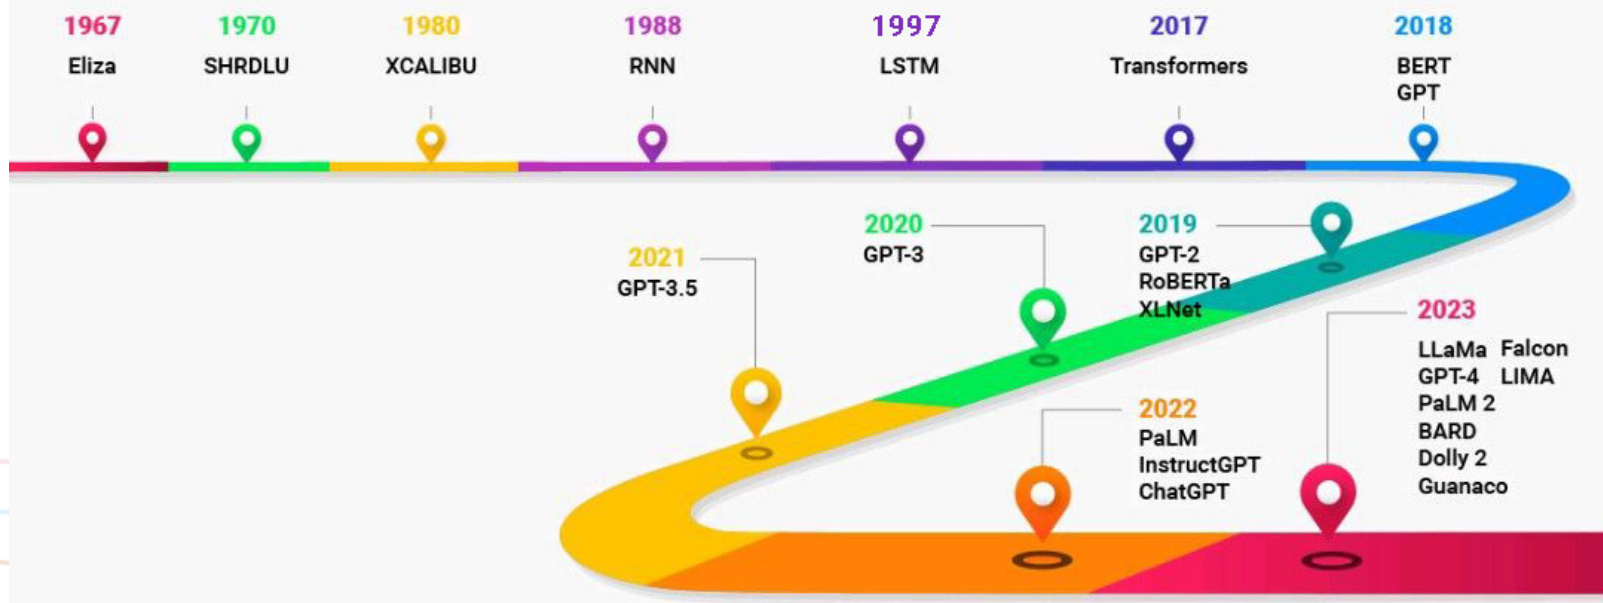 1967
Eliza
1970
SHRDLU
1980
XCALIBU
1988
RNN
1997
LSTM
2017
Transformers
2018
BERT
GPT
2019
GPT-2
RoBERTa
XLNet
2020
GPT-3
2021
GPT-3.5
2022
PaLM
InstructGPT
ChatGPT
2023
LLaMa Falcon
GPT-4 LIMA
PaLM 2
BARD
Dolly 2
Guanaco